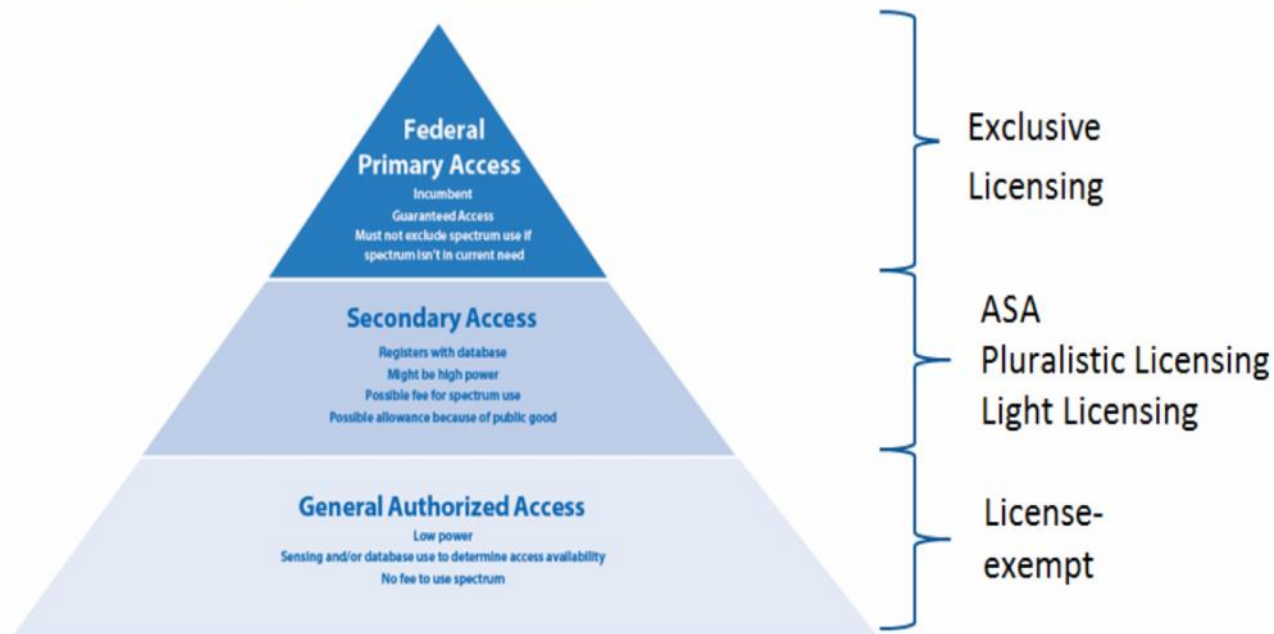 Federal
Primary Access
Incumbent
Guaranteed Access
Must not exclude spectrum use if
spectrum isn't in current need
Exclusive
Licensing
Secondary Access
Registers with database
Might be high power
Possible fee for spectrum use
Possible allowance because of public good
ASA
Pluralistic Licensing
Light Licensing
General Authorized Access
Low power
Sensing and/or database use to determine access availability
No fee to use spectrum
License-
exempt